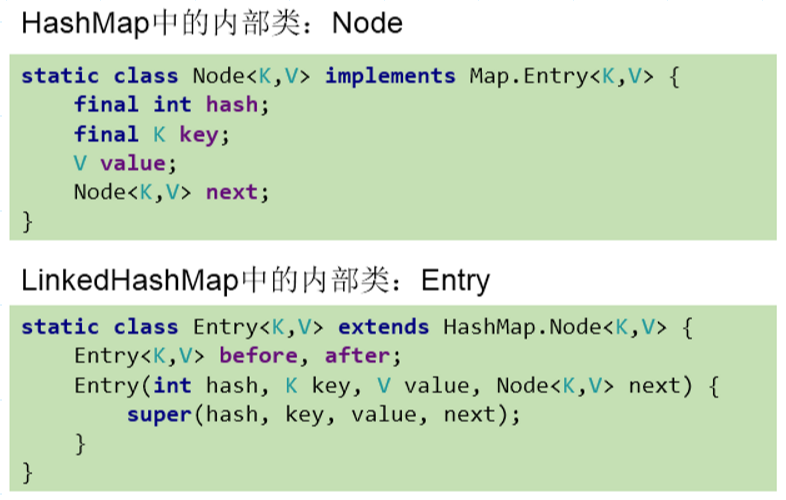 HashMap中的内部类：Node
static class Node<K,V> implements Map.Entry<K,V> {
    final int hash;
    final K key;
    V value;
    Node<K,V> next;
}
LinkedHashMap中的内部类：Entry
static class Entry<K,V> extends HashMap.Node<K,V> {
    Entry<K,V> before, after;
    Entry(int hash, K key, V value, Node<K,V> next) {
        super(hash, key, value, next);
    }
}